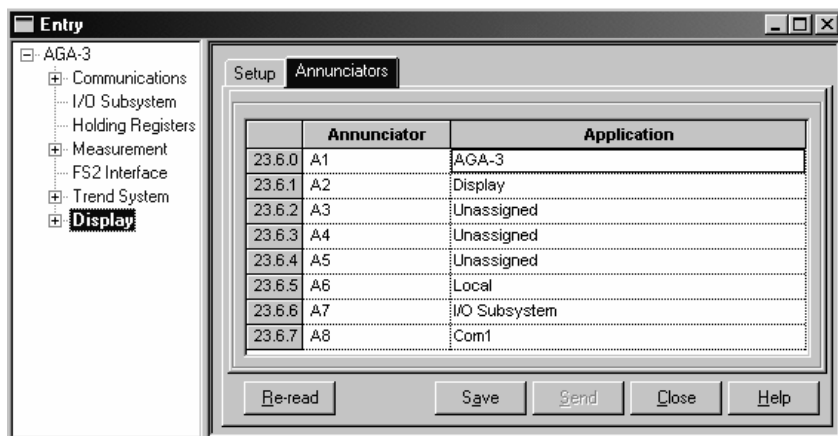 Entry
AGA-3
Communications
I/O Subsystem
Holding Registers
Measurement
FS2 Interface
Trend System
Display
Setup Annunciators
Annunciator Application
23.6.0 A1 AGA-3
23.6.1 A2 Display
23.6.2 A3 Unassigned
23.6.3 A4 Unassigned
23.6.4 A5 Unassigned
23.6.5 A6 Local
23.6.6 A7 I/O Subsystem
23.6.7 A8 Com1
Re-read Save Send Close Help